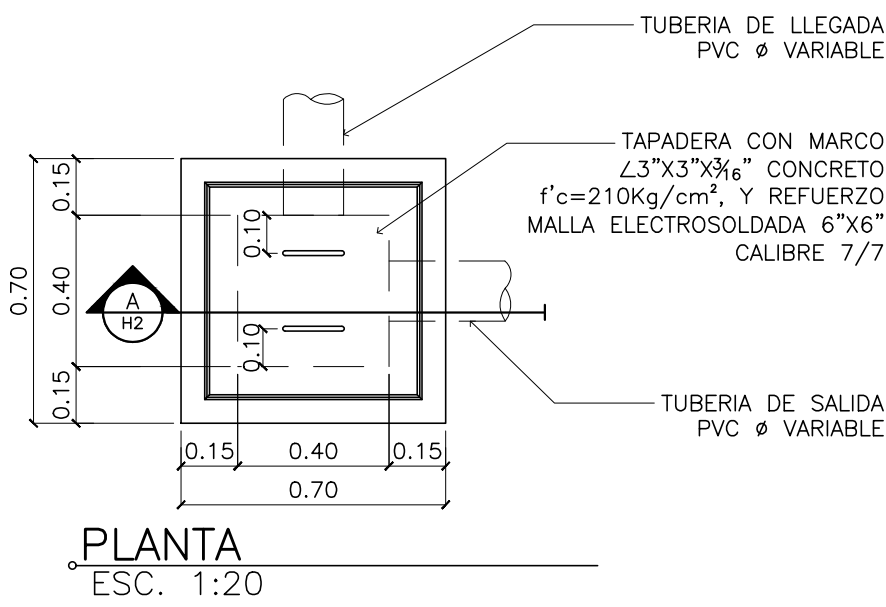 TUBERIA DE LLEGADA
PVC ø VARIABLE
TAPADERA CON MARCO
∠3”X3”X3⁄16” CONCRETO
f'c=210Kg/cm², Y REFUERZO
MALLA ELECTROSOLDADA 6”X6”
CALIBRE 7/7
0.15
0.10
0.70
0.40
A
H2
0.10
0.15
TUBERIA DE SALIDA
PVC ø VARIABLE
0.15
0.40
0.15
0.70
PLANTA
ESC. 1:20